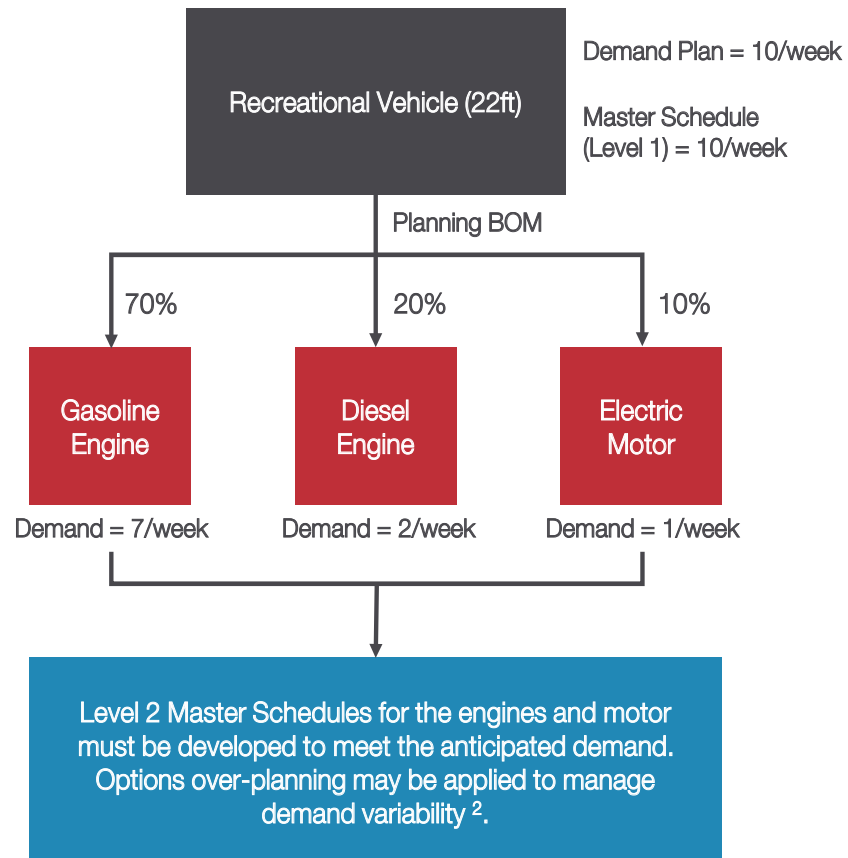 Recreational Vehicle (22ft)
Demand Plan = 10/week
Master Schedule
(Level 1) = 10/week
Planning BOM
70%
20%
10%
Gasoline
Engine
Diesel
Engine
Electric
Motor
Demand = 7/week
Demand = 2/week
Demand = 1/week
Level 2 Master Schedules for the engines and motor
must be developed to meet the anticipated demand.
Options over-planning may be applied to manage
demand variability ².